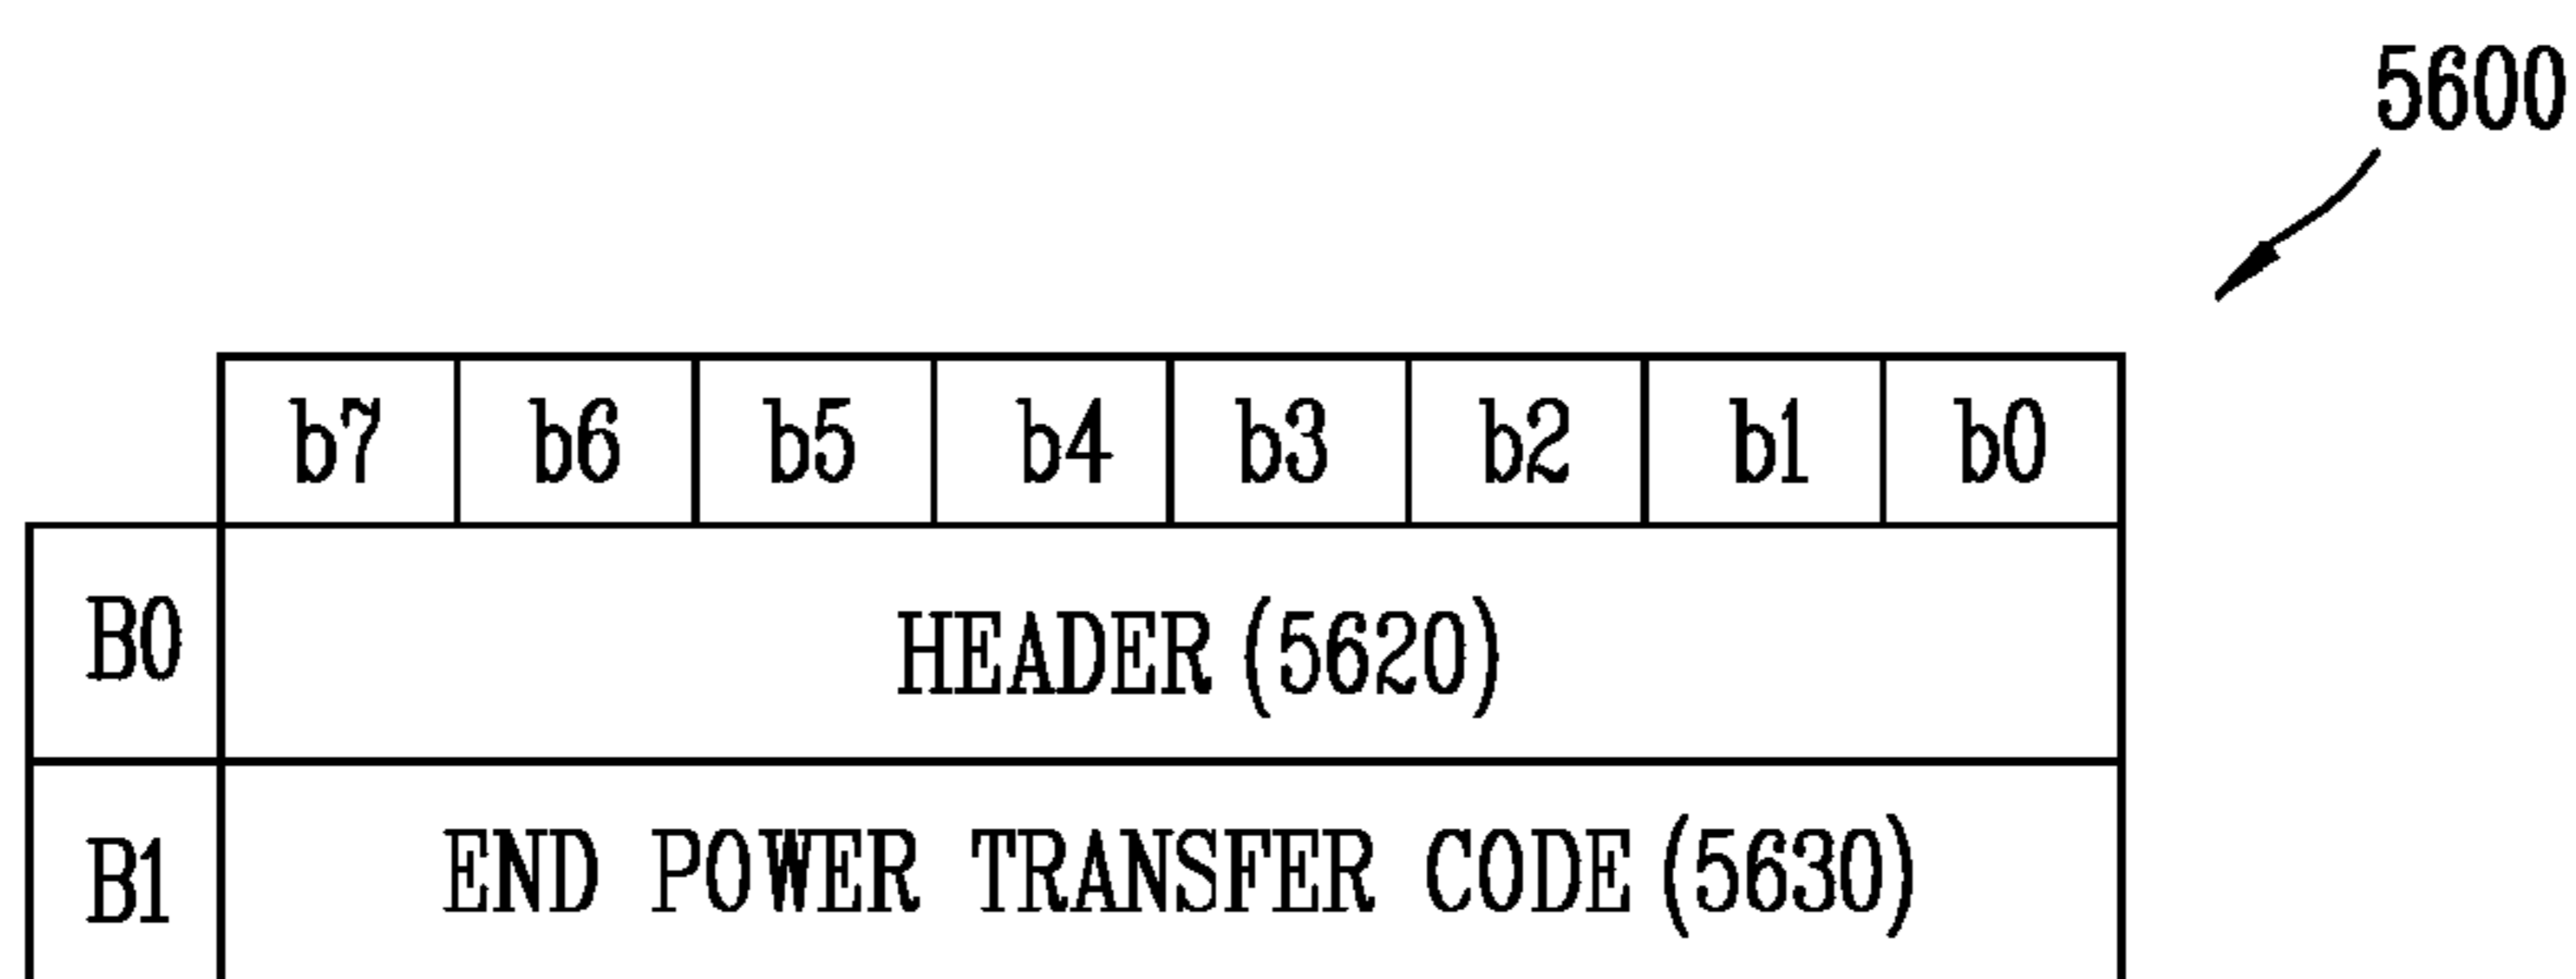 5600
b7 b6 b5 b4 b3 b2 b1 b0
B0 HEADER (5620)
B1 END POWER TRANSFER CODE (5630)